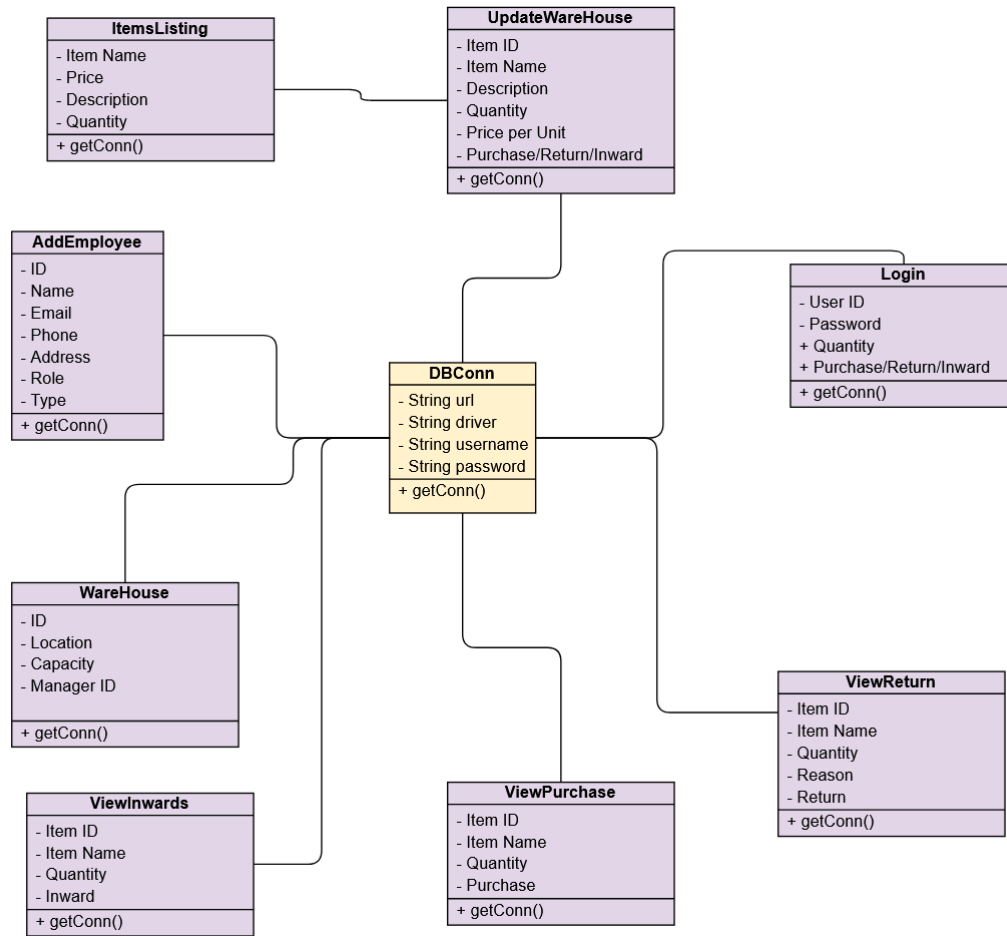 ItemsListing
- Item Name
- Price
- Description
- Quantity
+ getConn()
UpdateWareHouse
- Item ID
- Item Name
- Description
- Quantity
- Price per Unit
- Purchase/Return/Inward
+ getConn()
AddEmployee
- ID
- Name
- Email
- Phone
- Address
- Role
- Type
+ getConn()
Login
- User ID
- Password
+ Quantity
+ Purchase/Return/Inward
+ getConn()
DBConn
- String url
- String driver
- String username
- String password
+ getConn()
WareHouse
- ID
- Location
- Capacity
- Manager ID
+ getConn()
ViewReturn
- Item ID
- Item Name
- Quantity
- Reason
- Return
+ getConn()
ViewInwards
- Item ID
- Item Name
- Quantity
- Inward
+ getConn()
ViewPurchase
- Item ID
- Item Name
- Quantity
- Purchase
+ getConn()